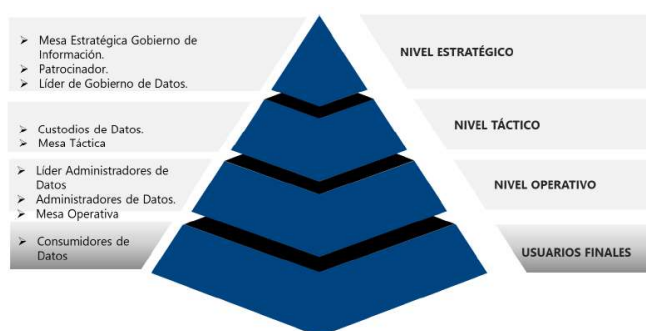 ➢ Mesa Estratégica Gobierno de
Información.
➢ Patrocinador.
➢ Líder de Gobierno de Datos.
NIVEL ESTRATÉGICO
➢ Custodios de Datos.
➢ Mesa Táctica
NIVEL TÁCTICO
➢ Líder Administradores de
Datos
➢ Administradores de Datos.
➢ Mesa Operativa
NIVEL OPERATIVO
➢ Consumidores de
Datos
USUARIOS FINALES